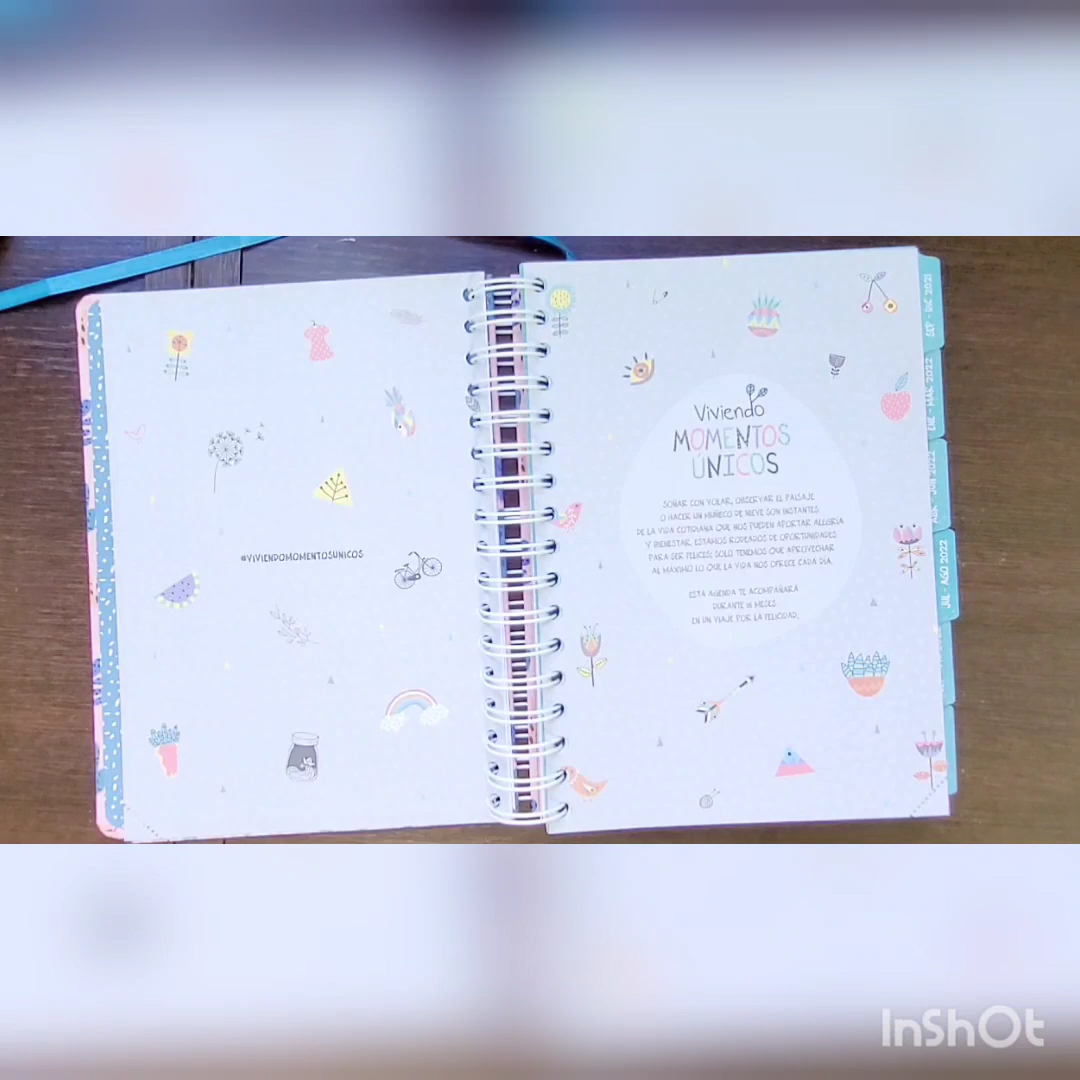 #VIVIENDOMOMENTOSUNICOS
Viviendo
MOMENTOS
ÚNICOS
SOÑAR CON VOLAR, OBSERVAR EL PAISAJE
O HACER UN MUÑECO DE NIEVE SON INSTANTES
DE LA VIDA COTIDIANA QUE NOS PUEDEN APORTAR ALEGRÍA
Y BIENESTAR. ESTAMOS RODEADOS DE OPORTUNIDADES
PARA SER FELICES; SOLO TENEMOS QUE APROVECHAR
AL MÁXIMO LO QUE LA VIDA NOS OFRECE CADA DÍA.
ESTA AGENDA TE ACOMPAÑARÁ
DURANTE 16 MESES
EN UN VIAJE POR LA FELICIDAD.
SEP - DIC 2021
ENE - MAR 2022
ABR - JUN 2022
JUL - AGO 2022
InShOt